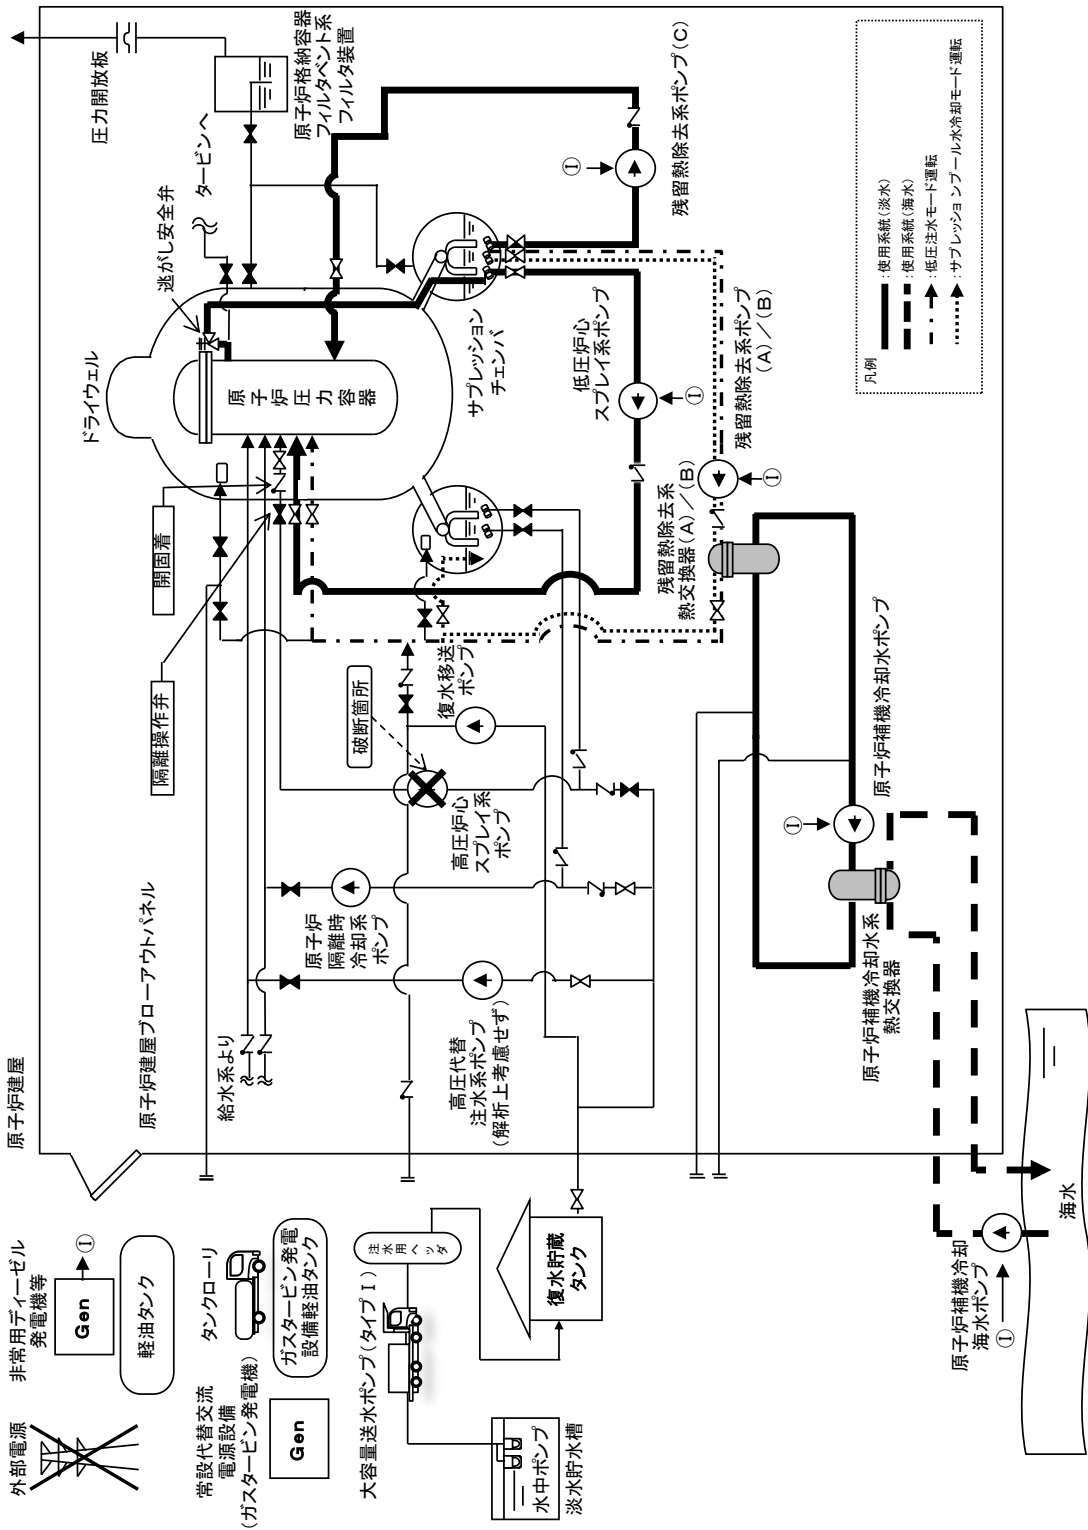 外部電源
非常用ディーゼル
発電機等
Gen
①
軽油タンク
常設代替交流
電源設備
(ガスタービン発電機)
Gen
タンクローリ
ガスタービン発電
設備軽油タンク
大容量送水ポンプ(タイプⅠ)
注水用ヘッダ
水中ポンプ
淡水貯水槽
復水貯蔵
タンク
原子炉建屋
原子炉建屋ブローアウトパネル
給水系より
隔離操作弁
開固着
ドライウェル
逃がし安全弁
タービンへ
圧力開放板
原子炉格納容器
フィルタベント系
フィルタ装置
原子炉圧力容器
サプレッション
チェンバ
原子炉
隔離時
冷却系
ポンプ
高圧代替
注水系ポンプ
(解析上考慮せず)
高圧炉心
スプレイ系
ポンプ
破断箇所
復水移送
ポンプ
残留熱除去系
熱交換器(A)/(B)
①
残留熱除去系ポンプ
(A)/(B)
低圧炉心
スプレイ系ポンプ
①
残留熱除去系ポンプ(C)
①
原子炉補機冷却水ポンプ
①
原子炉補機冷却水系
熱交換器
原子炉補機冷却
海水ポンプ
①
海水
凡例
:使用系統(淡水)
:使用系統(海水)
:低圧注水モード運転
:サプレッションプール水冷却モード運転